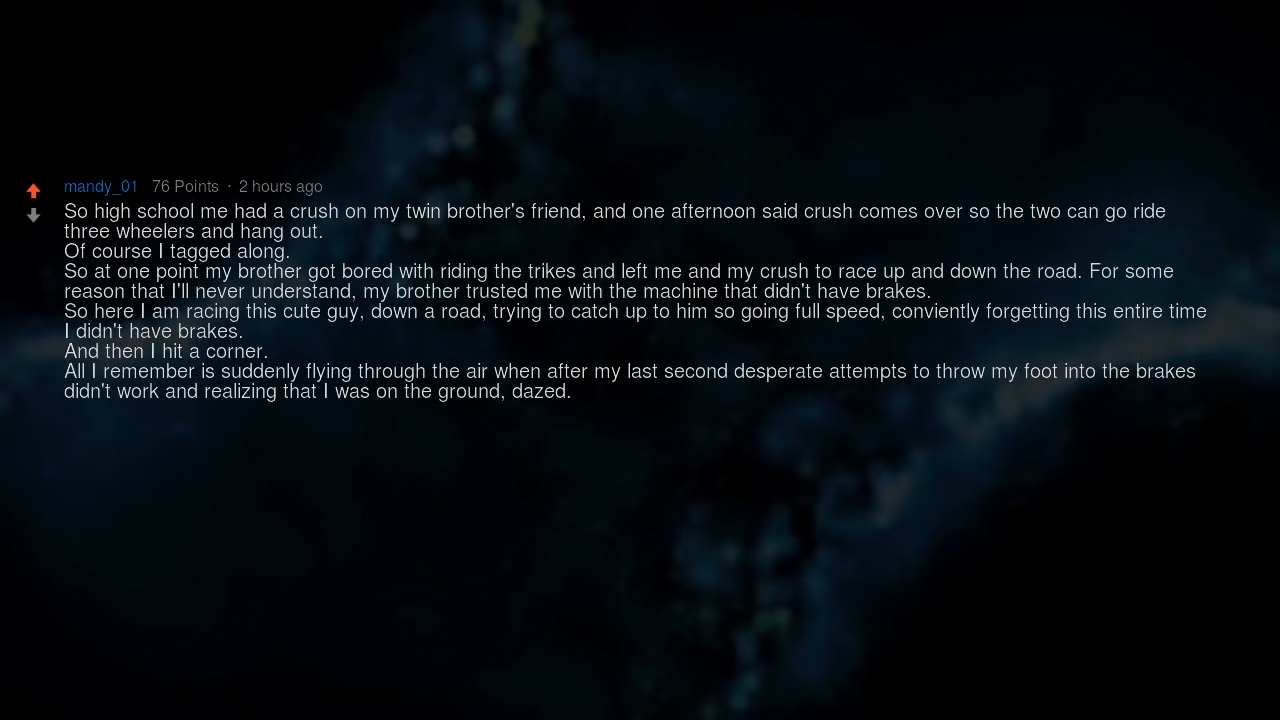 mandy_01 76 Points · 2 hours ago
So high school me had a crush on my twin brother's friend, and one afternoon said crush comes over so the two can go ride
three wheelers and hang out.
Of course I tagged along.
So at one point my brother got bored with riding the trikes and left me and my crush to race up and down the road. For some
reason that I'll never understand, my brother trusted me with the machine that didn't have brakes.
So here I am racing this cute guy, down a road, trying to catch up to him so going full speed, conviently forgetting this entire time
I didn't have brakes.
And then I hit a corner.
All I remember is suddenly flying through the air when after my last second desperate attempts to throw my foot into the brakes
didn't work and realizing that I was on the ground, dazed.